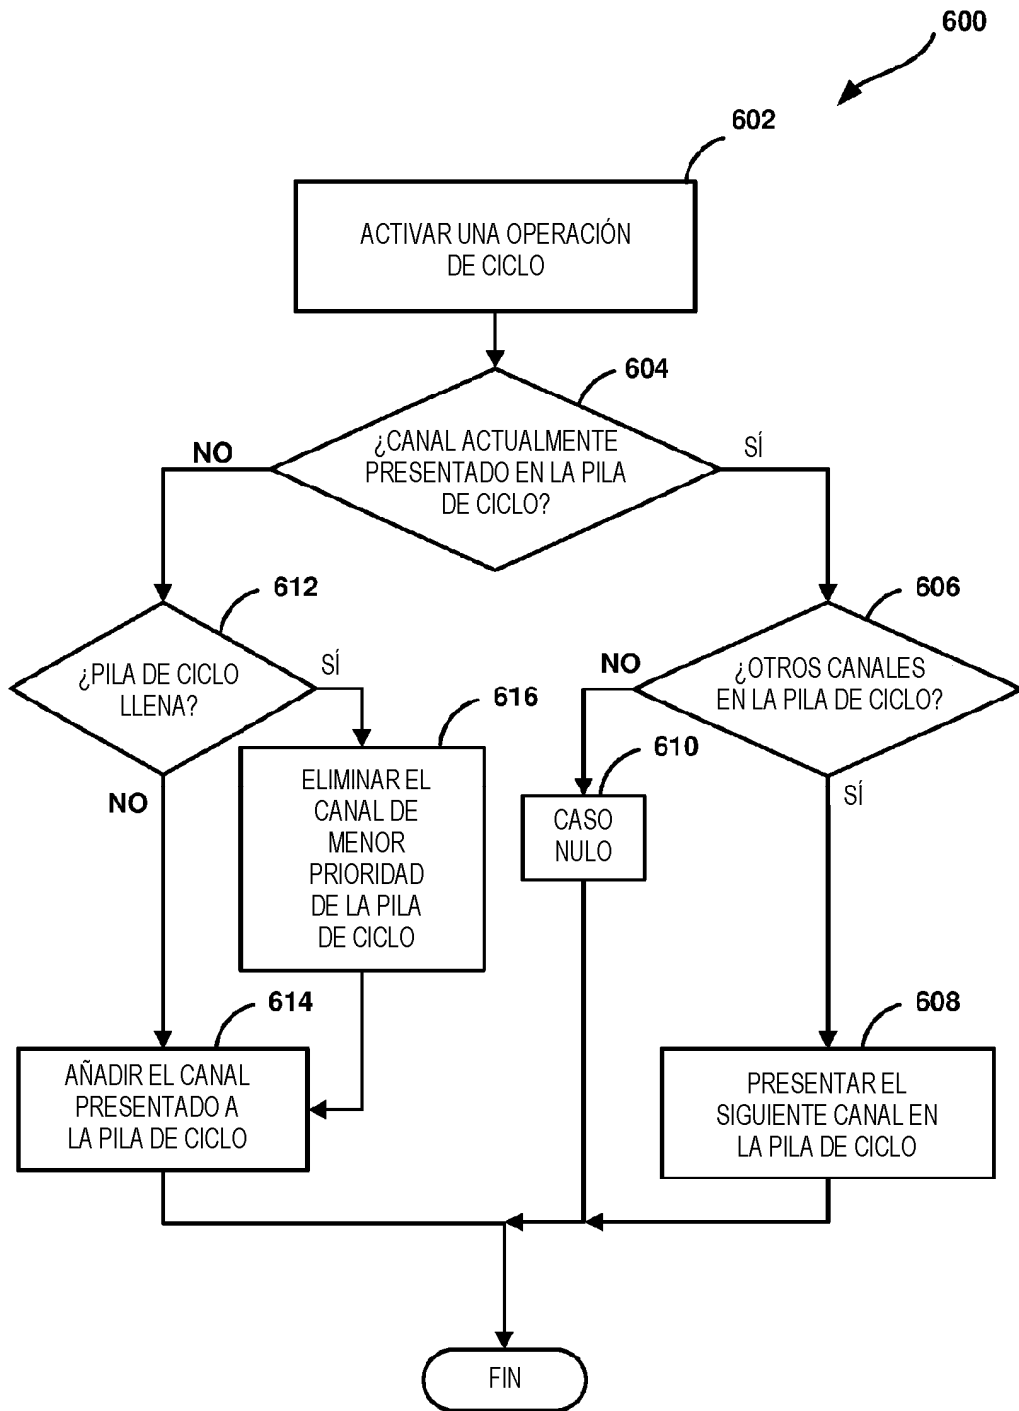 600
602
ACTIVAR UNA OPERACIÓN
DE CICLO
604
¿CANAL ACTUALMENTE
PRESENTADO EN LA PILA
DE CICLO?
NO
SÍ
612
¿PILA DE CICLO
LLENA?
SÍ
NO
606
¿OTROS CANALES
EN LA PILA DE CICLO?
NO
SÍ
616
ELIMINAR EL
CANAL DE
MENOR
PRIORIDAD
DE LA PILA
DE CICLO
610
CASO
NULO
614
AÑADIR EL CANAL
PRESENTADO A
LA PILA DE CICLO
608
PRESENTAR EL
SIGUIENTE CANAL EN
LA PILA DE CICLO
FIN